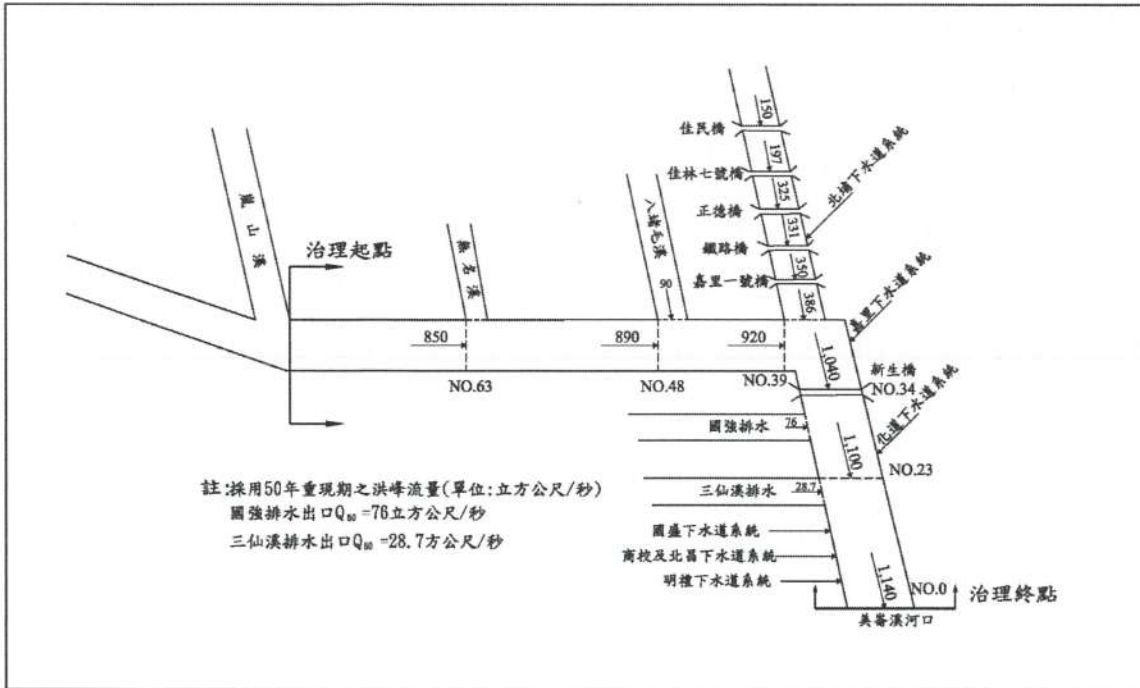 150
佳民橋
197
佳林七號橋
325
正德橋
331
北埔下水道系統
鐵路橋
350
嘉里一號橋
386
嵐山溪
治理起點
無名溪
八堵毛溪
90
嘉里下水道系統
850
890
920
1,040
新生橋
NO.63
NO.48
NO.39
NO.34
化道下水道系統
國強排水
76
1,100
NO.23
三仙溪排水
28.7
註:採用50年重現期之洪峰流量(單位:立方公尺/秒)
國強排水出口Q₅₀=76立方公尺/秒
三仙溪排水出口Q₅₀=28.7方公尺/秒
國盛下水道系統
商校及北昌下水道系統
明禮下水道系統
1,140
NO.0
治理終點
美崙溪河口